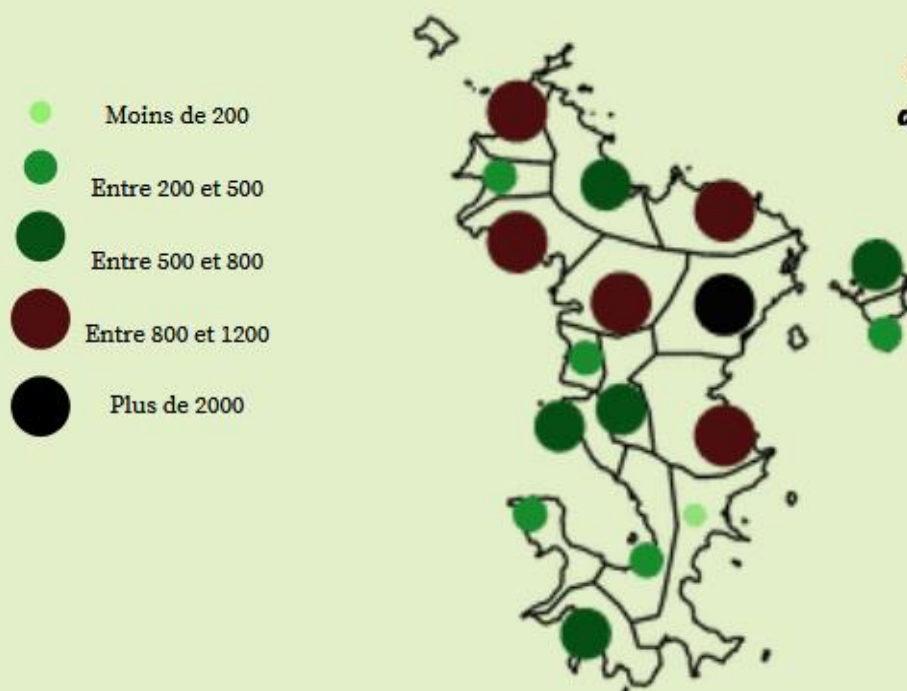 Moins de 200
Entre 200 et 500
Entre 500 et 800
Entre 800 et 1200
Plus de 2000